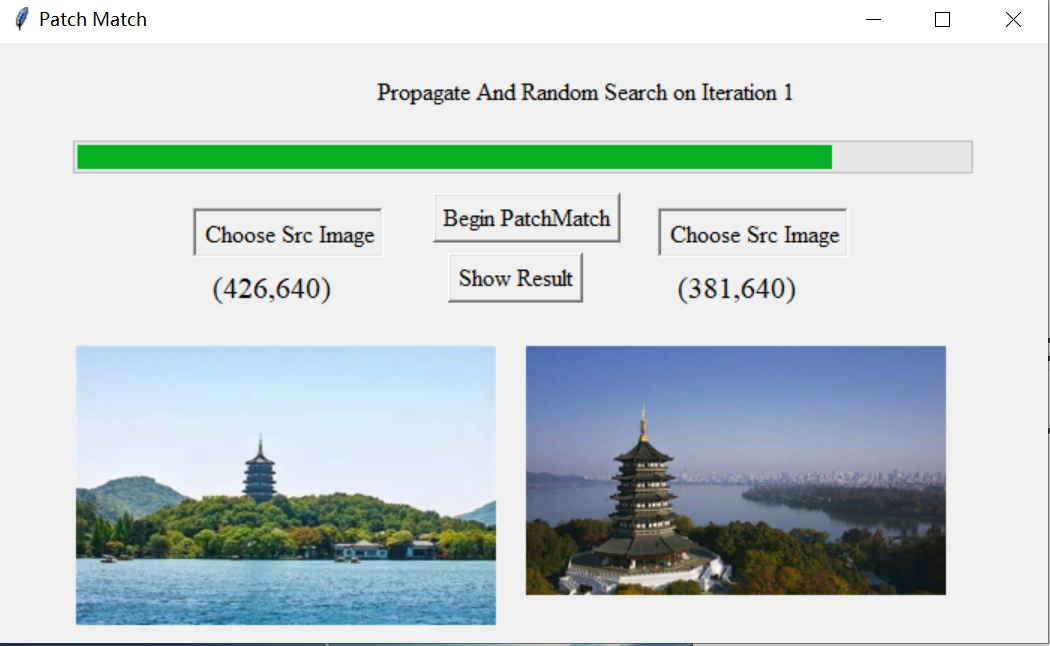 Patch Match
Propagate And Random Search on Iteration 1
Begin PatchMatch
Choose Src Image
Choose Src Image
Show Result
(426,640)
(381,640)